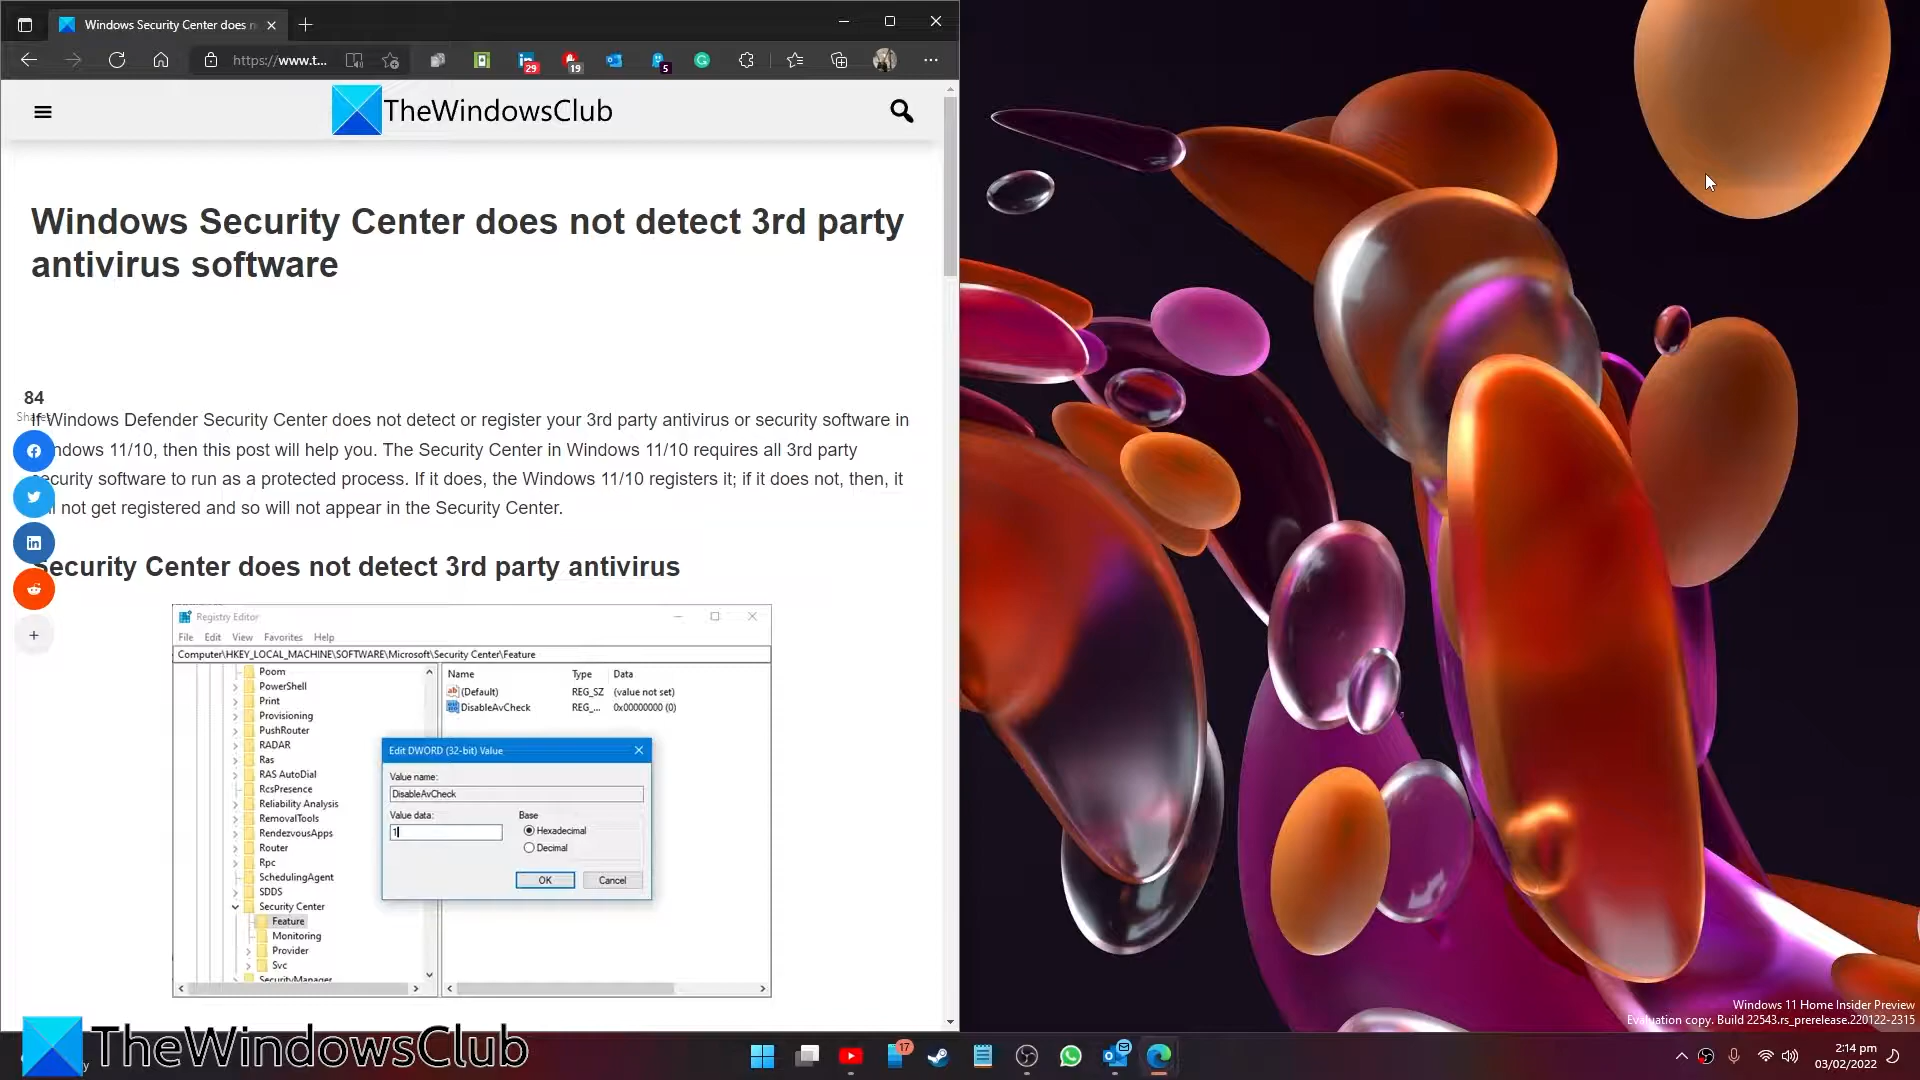 Windows Security Center does n
https://www.t...
29
19
5
TheWindowsClub
Windows Security Center does not detect 3rd party
antivirus software
84
If Windows Defender Security Center does not detect or register your 3rd party antivirus or security software in
ndows 11/10, then this post will help you. The Security Center in Windows 11/10 requires all 3rd party
ecurity software to run as a protected process. If it does, the Windows 11/10 registers it; if it does not, then, it
not get registered and so will not appear in the Security Center.
Security Center does not detect 3rd party antivirus
Registry Editor
File Edit View Favorites Help
Computer\HKEY_LOCAL_MACHINE\SOFTWARE\Microsoft\Security Center\Feature
Poom
PowerShell
Print
Provisioning
PushRouter
RADAR
Ras
RAS AutoDial
RcsPresence
Reliability Analysis
RemovalTools
RendezvousApps
Router
Rpc
SchedulingAgent
SDDS
Security Center
Feature
Monitoring
Provider
Svc
SecurityManager
Name Type Data
(Default) REG_SZ (value not set)
DisableAvCheck REG_... 0x00000000 (0)
Edit DWORD (32-bit) Value
Value name:
DisableAvCheck
Value data:
1
Base
Hexadecimal
Decimal
OK Cancel
Windows 11 Home Insider Preview
Evaluation copy. Build 22543.rs_prerelease.220122-2315
TheWindowsClub
17
2:14 pm
03/02/2022